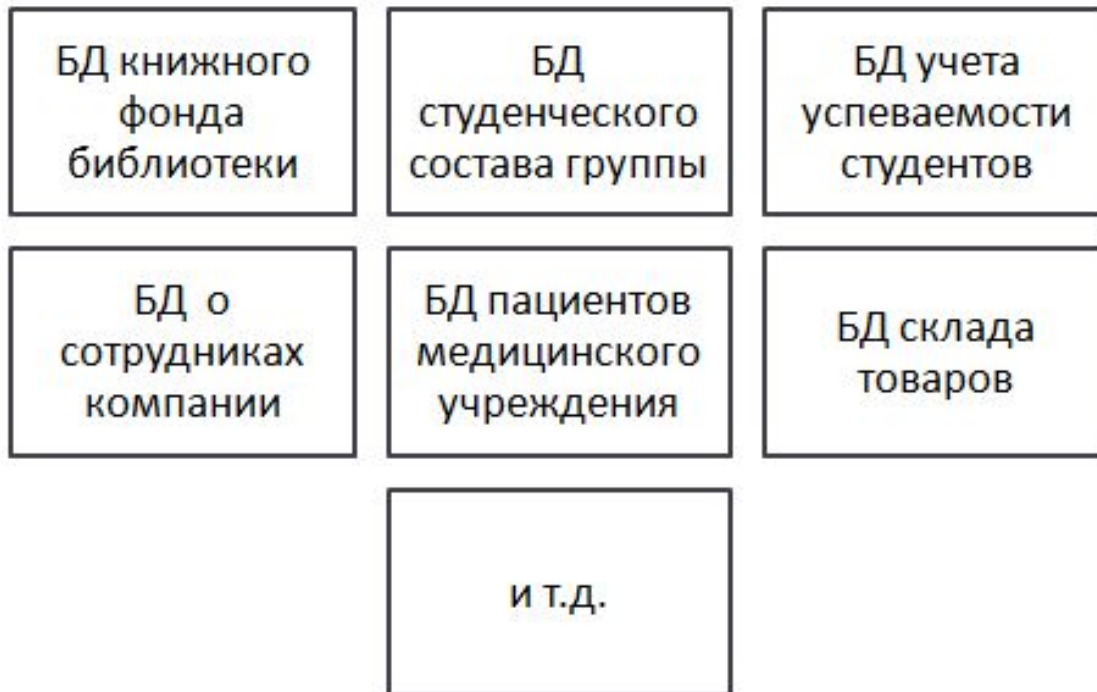 БД книжного
фонда
библиотеки
БД
студенческого
состава группы
БД учета
успеваемости
студентов
БД о
сотрудниках
компании
БД пациентов
медицинского
учреждения
БД склада
товаров
и т.д.